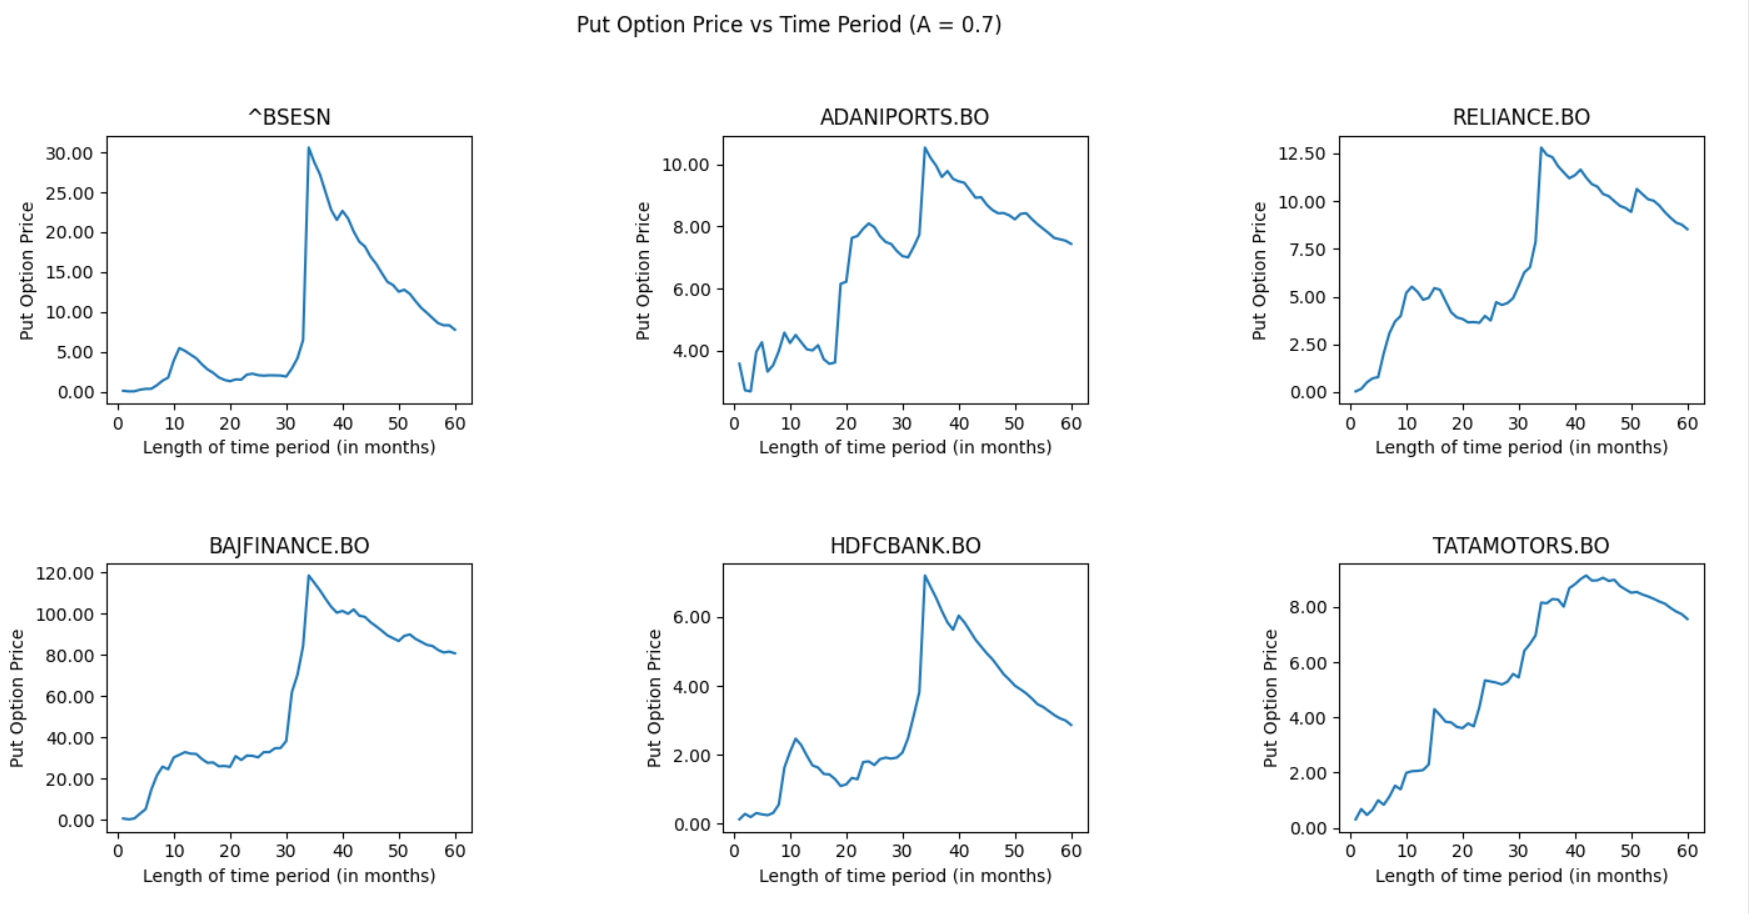 Put Option Price vs Time Period (A = 0.7)
^BSESN
30.00
25.00
20.00
15.00
10.00
5.00
0.00
Put Option Price
0 10 20 30 40 50 60
Length of time period (in months)
ADANIPORTS.BO
10.00
8.00
6.00
4.00
Put Option Price
0 10 20 30 40 50 60
Length of time period (in months)
RELIANCE.BO
12.50
10.00
7.50
5.00
2.50
0.00
Put Option Price
0 10 20 30 40 50 60
Length of time period (in months)
BAJFINANCE.BO
120.00
100.00
80.00
60.00
40.00
20.00
0.00
Put Option Price
0 10 20 30 40 50 60
Length of time period (in months)
HDFCBANK.BO
6.00
4.00
2.00
0.00
Put Option Price
0 10 20 30 40 50 60
Length of time period (in months)
TATAMOTORS.BO
8.00
6.00
4.00
2.00
0.00
Put Option Price
0 10 20 30 40 50 60
Length of time period (in months)